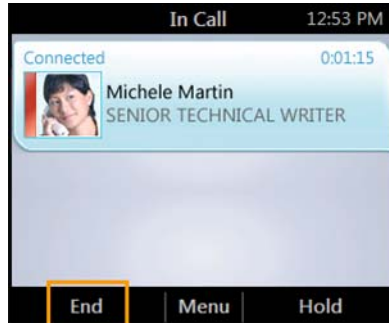 In Call 12:53 PM
Connected 0:01:15
Michele Martin
SENIOR TECHNICAL WRITER
End Menu Hold